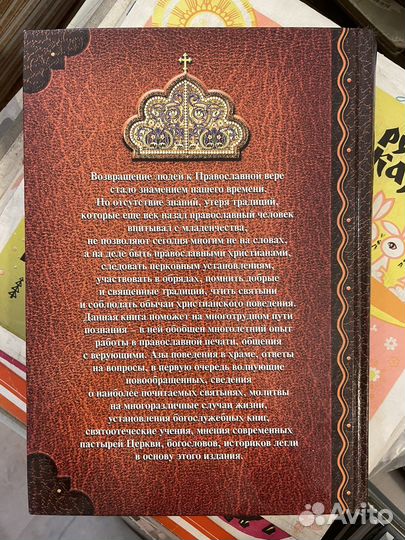 Возвращение людей к Православной вере
стало знамением нашего времени.
Но отсутствие знаний, утеря традиций,
которые еще век назад православный человек
впитывал с младенчества,
не позволяют сегодня многим не на словах,
а на деле быть православными христианами,
следовать церковным установлениям,
участвовать в обрядах, помнить добрые
и священные традиции, чтить святыни
и соблюдать обычаи христианского поведения.
Данная книга поможет на многотрудном пути
познания – в ней обобщен многолетний опыт
работы в православной печати, общения
с верующими. Азы поведения в храме, ответы
на вопросы, в первую очередь волнующие
новообращенных, сведения
о наиболее почитаемых святынях, молитвы
на многоразличные случаи жизни,
установления богослужебных книг,
святоотеческие учения, мнения современных
пастырей Церкви, богословов, историков легли
в основу этого издания.
Avito